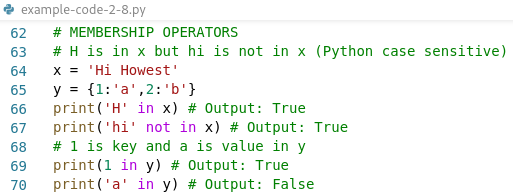 example-code-2-8.py
62 # MEMBERSHIP OPERATORS
63 # H is in x but hi is not in x (Python case sensitive)
64 x = 'Hi Howest'
65 y = {1:'a',2:'b'}
66 print('H' in x) # Output: True
67 print('hi' not in x) # Output: True
68 # 1 is key and a is value in y
69 print(1 in y) # Output: True
70 print('a' in y) # Output: False